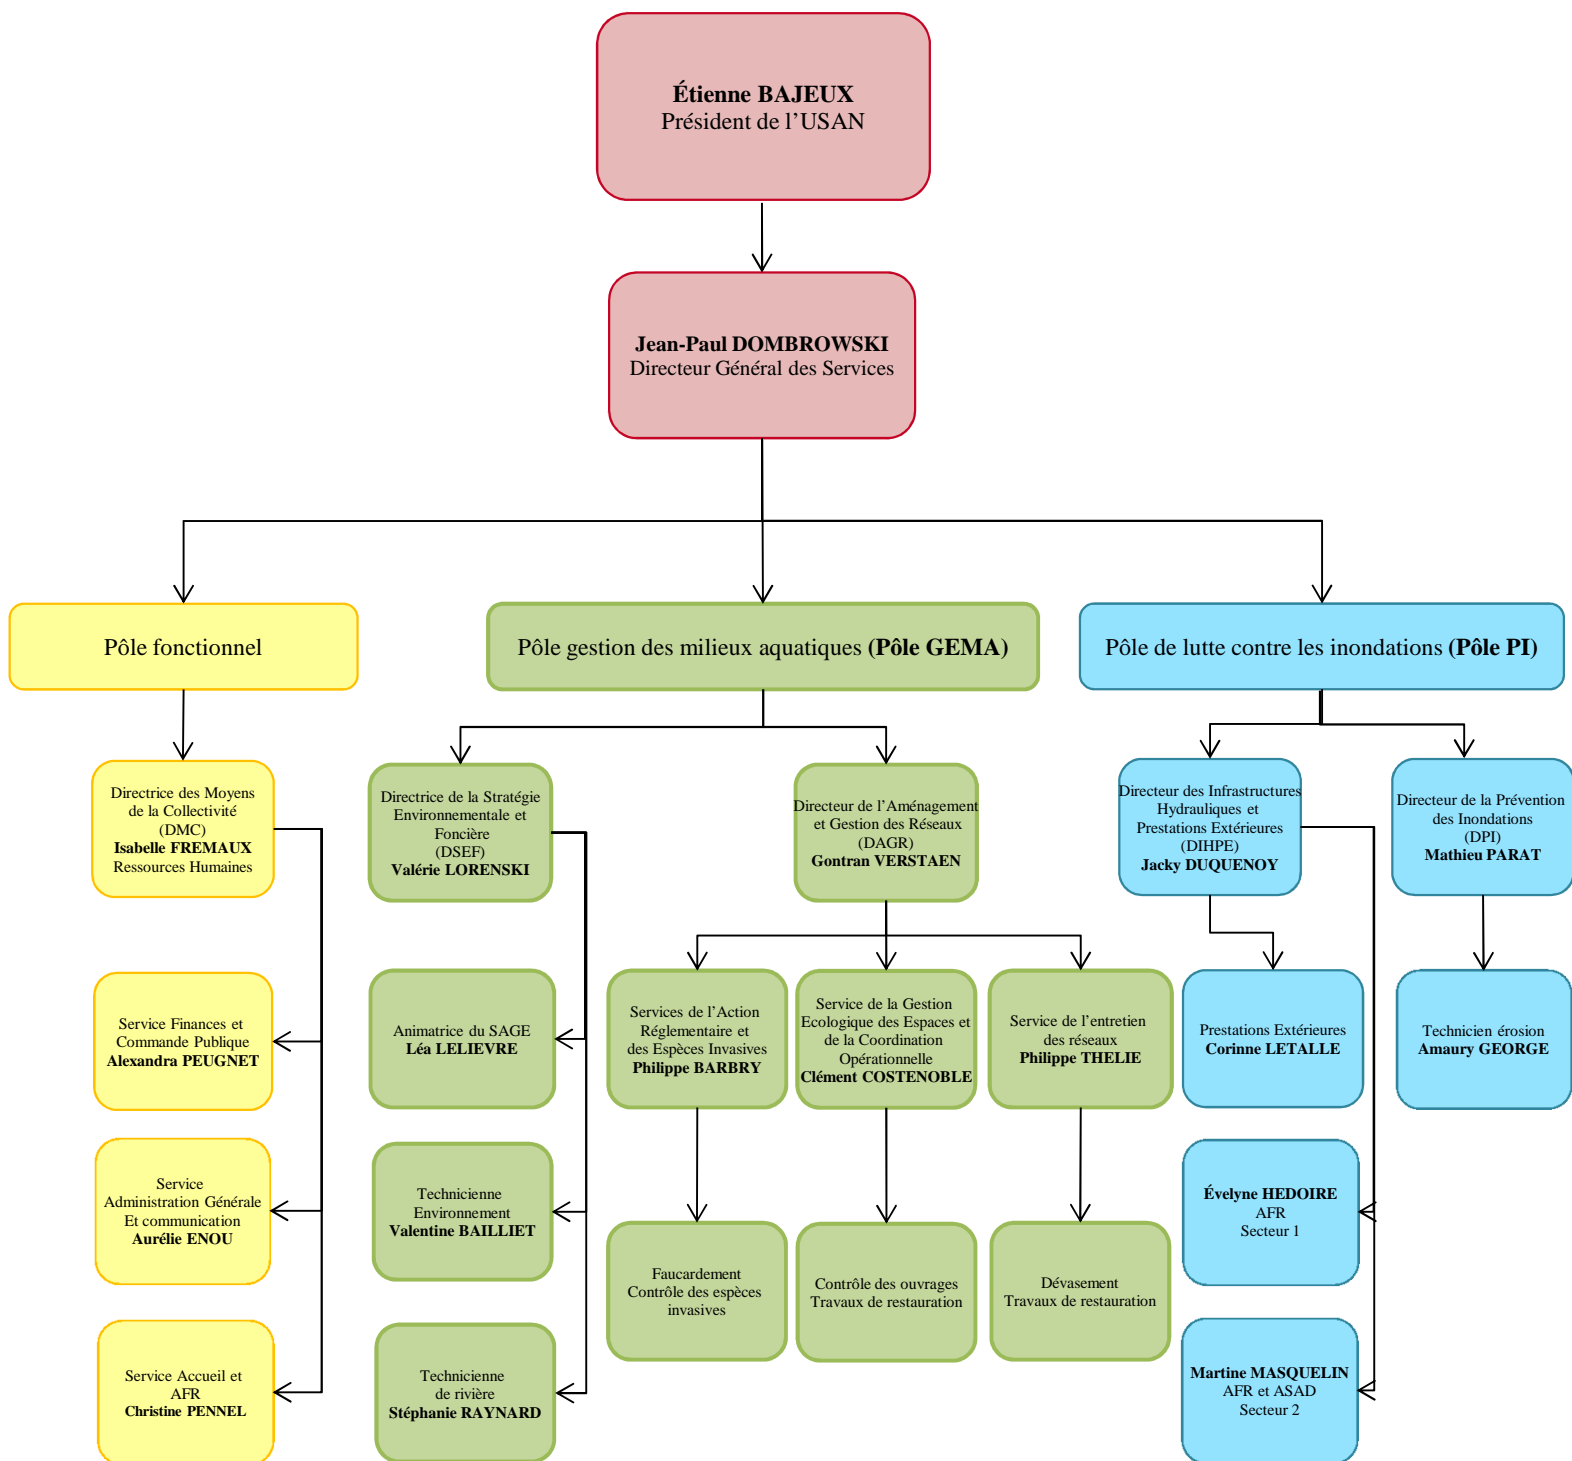 Étienne BAJEUX
Président de l'USAN
Jean-Paul DOMBROWSKI
Directeur Général des Services
Pôle fonctionnel
Pôle gestion des milieux aquatiques (Pôle GEMA)
Pôle de lutte contre les inondations (Pôle PI)
Directrice des Moyens
de la Collectivité
(DMC)
Isabelle FREMAUX
Ressources Humaines
Directrice de la Stratégie
Environnementale et
Foncière
(DSEF)
Valérie LORENSKI
Directeur de l'Aménagement
et Gestion des Réseaux
(DAGR)
Gontran VERSTAEN
Directeur des Infrastructures
Hydrauliques et
Prestations Extérieures
(DIHPE)
Jacky DUQUENOY
Directeur de la Prévention
des Inondations
(DPI)
Mathieu PARAT
Service Finances et
Commande Publique
Alexandra PEUGNET
Animatrice du SAGE
Léa LELIEVRE
Services de l'Action
Réglementaire et
des Espèces Invasives
Philippe BARBRY
Service de la Gestion
Ecologique des Espaces et
de la Coordination
Opérationnelle
Clément COSTENOBLE
Service de l'entretien
des réseaux
Philippe THELIE
Prestations Extérieures
Corinne LETALLE
Technicien érosion
Amaury GEORGE
Service
Administration Générale
Et communication
Aurélie ENOU
Technicienne
Environnement
Valentine BAILLIET
Faucardement
Contrôle des espèces
invasives
Contrôle des ouvrages
Travaux de restauration
Dévasement
Travaux de restauration
Évelyne HEDOIRE
AFR
Secteur 1
Service Accueil et
AFR
Christine PENNEL
Technicienne
de rivière
Stéphanie RAYNARD
Martine MASQUELIN
AFR et ASAD
Secteur 2